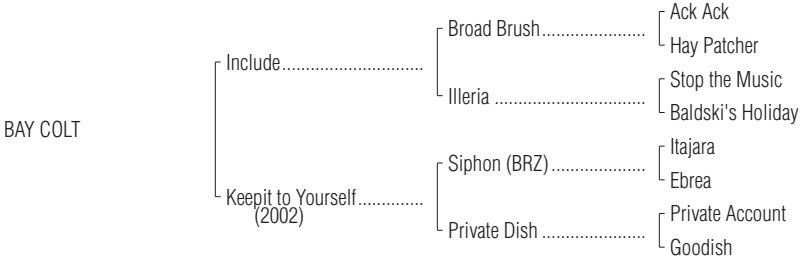 Ack Ack
Broad Brush......................
Hay Patcher
Include..............................
Stop the Music
Illeria ................................
Baldski's Holiday
BAY COLT
Itajara
Siphon (BRZ)....................
Ebrea
Keepit to Yourself..............
(2002)
Private Account
Private Dish ......................
Goodish